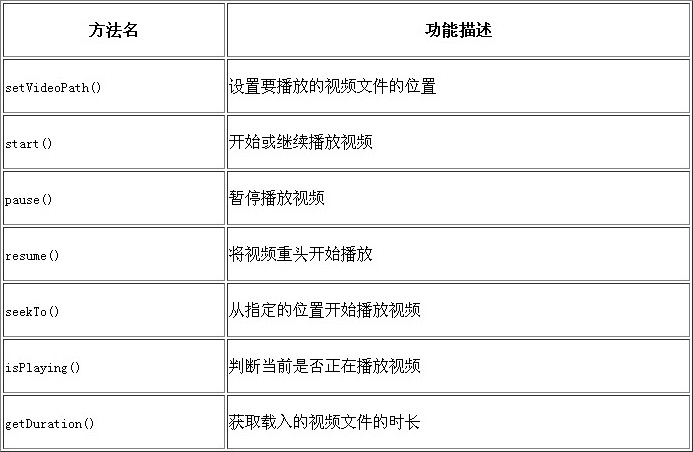 方法名 功能描述
setVideoPath() 设置要播放的视频文件的位置
start() 开始或继续播放视频
pause() 暂停播放视频
resume() 将视频重头开始播放
seekTo() 从指定的位置开始播放视频
isPlaying() 判断当前是否正在播放视频
getDuration() 获取载入的视频文件的时长